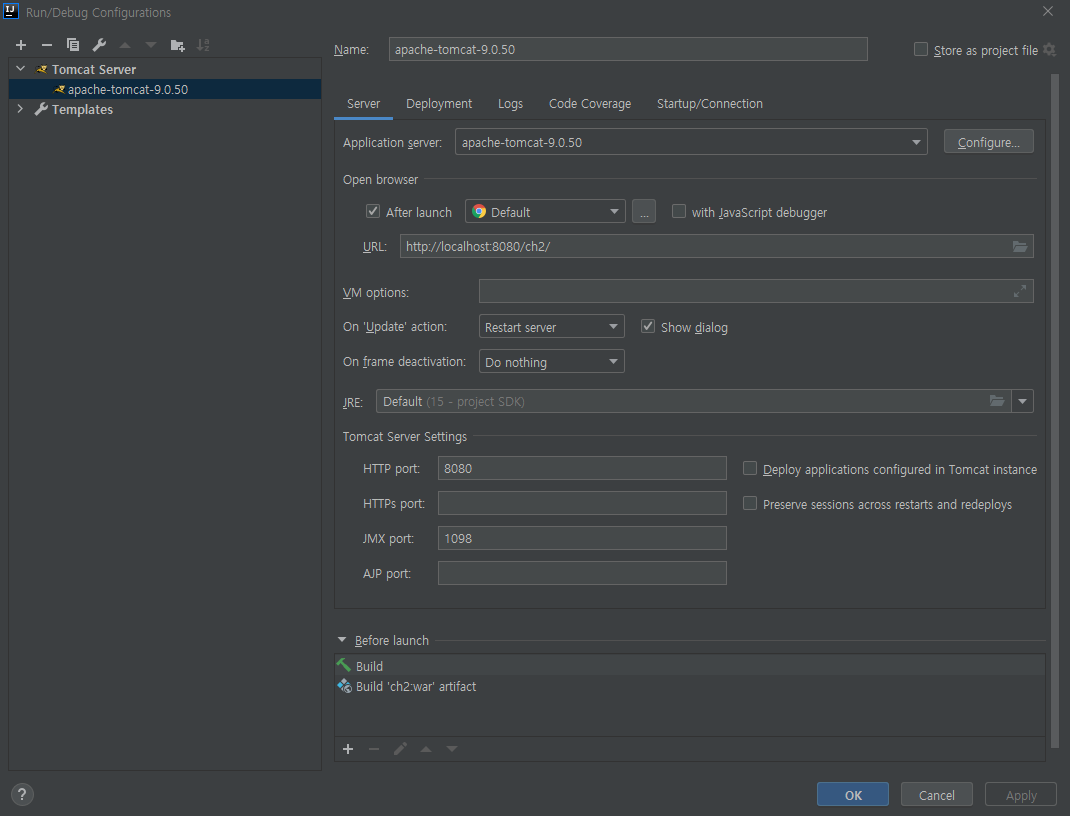 Run/Debug Configurations
Name: apache-tomcat-9.0.50 Store as project file
Tomcat Server
apache-tomcat-9.0.50
Templates
Server Deployment Logs Code Coverage Startup/Connection
Application server: apache-tomcat-9.0.50 Configure...
Open browser
After launch Default ... with JavaScript debugger
URL: http://localhost:8080/ch2/
VM options:
On 'Update' action: Restart server Show dialog
On frame deactivation: Do nothing
JRE: Default (15 - project SDK)
Tomcat Server Settings
HTTP port: 8080 Deploy applications configured in Tomcat instance
HTTPs port: Preserve sessions across restarts and redeploys
JMX port: 1098
AJP port:
Before launch
Build
Build 'ch2:war' artifact
? OK Cancel Apply